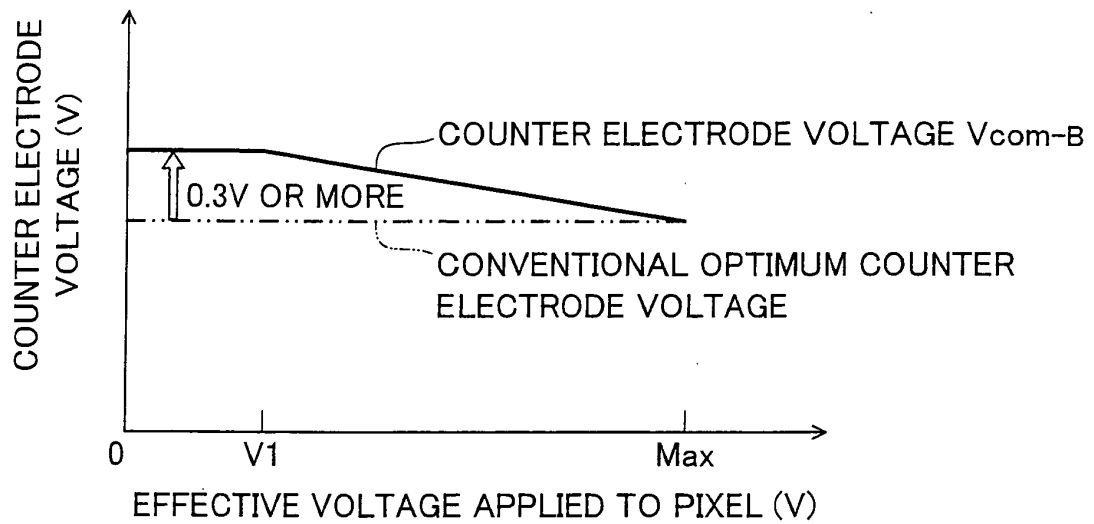 COUNTER ELECTRODE
VOLTAGE (V)
COUNTER ELECTRODE VOLTAGE Vcom-B
0.3V OR MORE
CONVENTIONAL OPTIMUM COUNTER
ELECTRODE VOLTAGE
0 V1 Max
EFFECTIVE VOLTAGE APPLIED TO PIXEL (V)